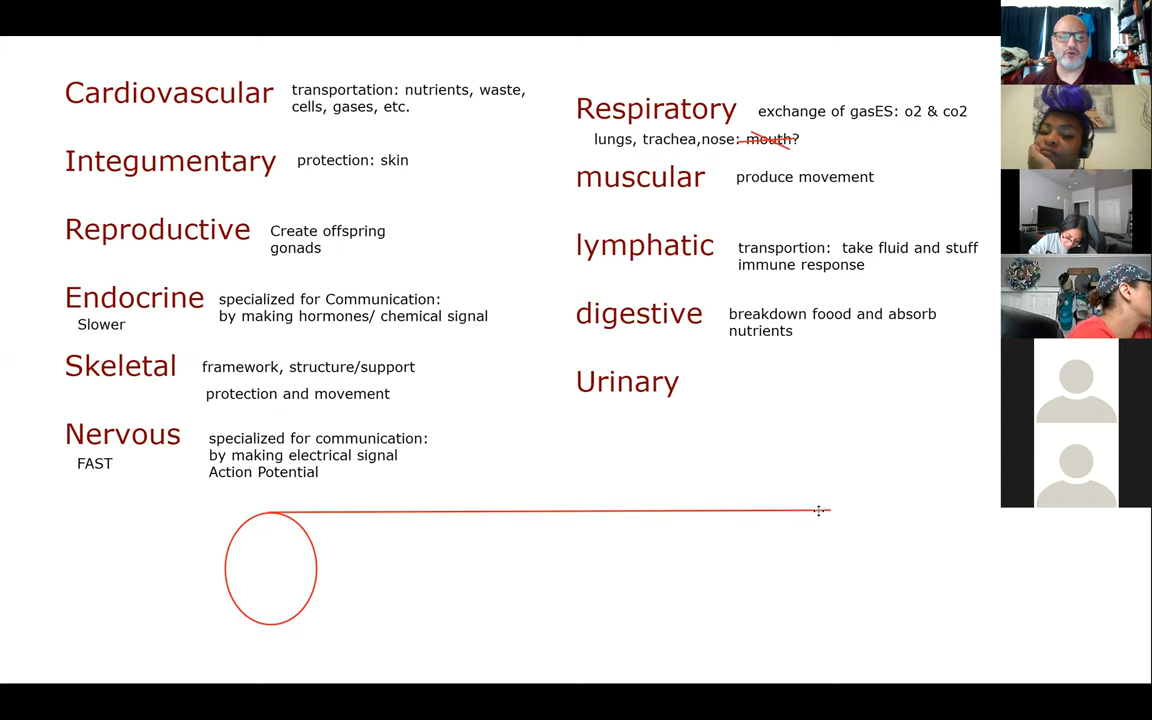 Cardiovascular
transportation: nutrients, waste,
cells, gases, etc.
Integumentary
protection: skin
Reproductive
Create offspring
gonads
Endocrine
Slower
specialized for Communication:
by making hormones/ chemical signal
Skeletal
framework, structure/support
protection and movement
Nervous
FAST
specialized for communication:
by making electrical signal
Action Potential
Respiratory
exchange of gasES: o2 & co2
lungs, trachea,nose: mouth?
muscular
produce movement
lymphatic
transportion: take fluid and stuff
immune response
digestive
breakdown foood and absorb
nutrients
Urinary